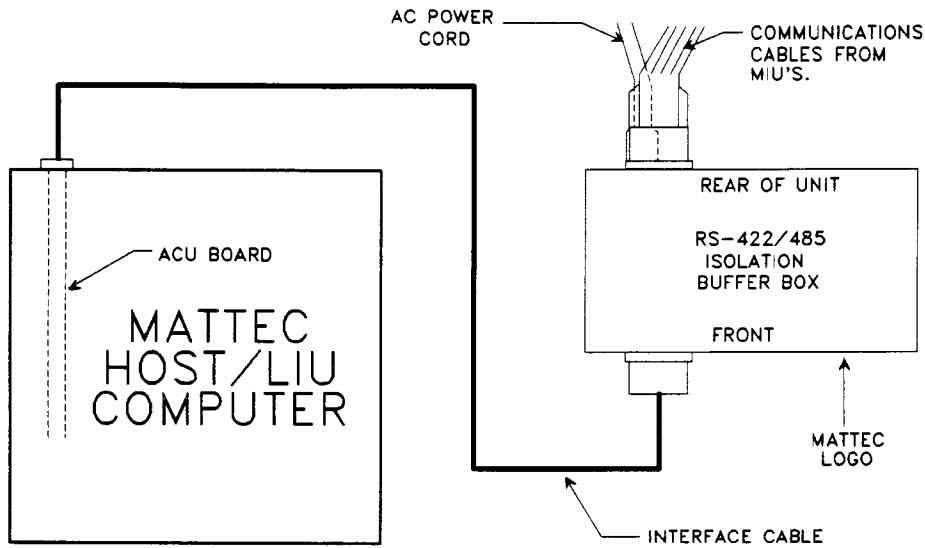 AC POWER
CORD
COMMUNICATIONS
CABLES FROM
MIU'S.
REAR OF UNIT
RS-422/485
ISOLATION
BUFFER BOX
FRONT
ACU BOARD
MATTEC
HOST/LIU
COMPUTER
MATTEC
LOGO
INTERFACE CABLE